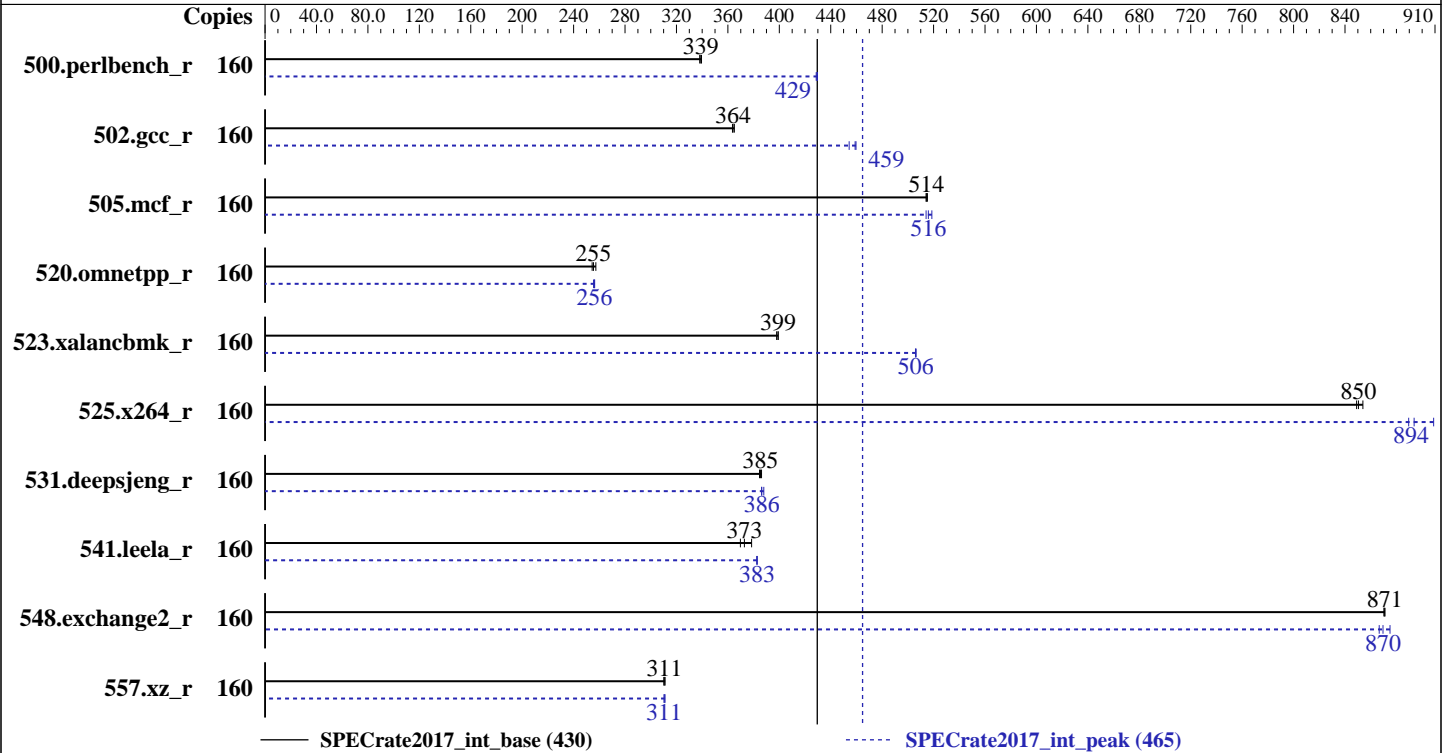 Copies 0 40.0 80.0 120 160 200 240 280 320 360 400 440 480 520 560 600 640 680 720 760 800 840 910
339
500.perlbench_r 160
429
364
502.gcc_r 160
459
514
505.mcf_r 160
516
255
520.omnetpp_r 160
256
399
523.xalancbmk_r 160
506
850
525.x264_r 160
894
385
531.deepsjeng_r 160
386
373
541.leela_r 160
383
871
548.exchange2_r 160
870
311
557.xz_r 160
311
SPECrate2017_int_base (430) SPECrate2017_int_peak (465)